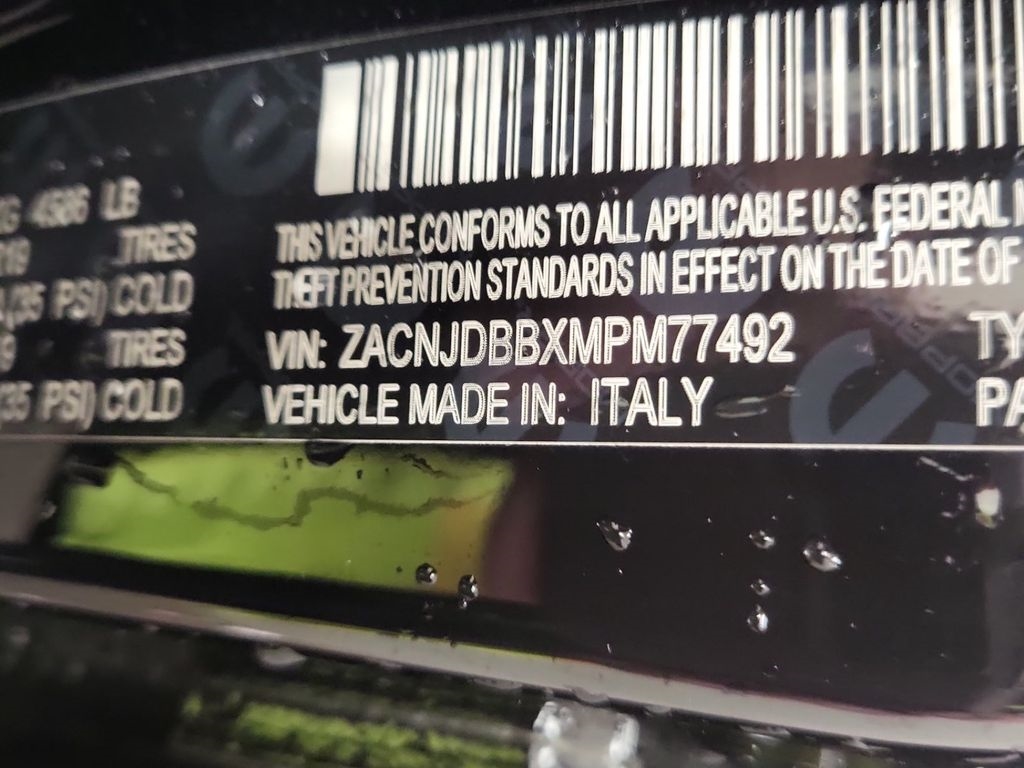 LB
TIRES
(35 PSI) COLD
TIRES
(35 PSI) COLD
THIS VEHICLE CONFORMS TO ALL APPLICABLE U.S. FEDERAL
THEFT PREVENTION STANDARDS IN EFFECT ON THE DATE OF
VIN: ZACNJDBBXMPM77492
VEHICLE MADE IN: ITALY